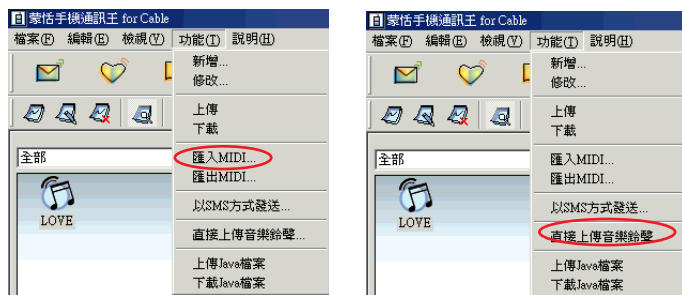 蒙恬手機通訊王 for Cable
檔案(F) 編輯(E) 檢視(V) 功能(T) 說明(H)
新增...
修改...
上傳
下載
全部
匯入MIDI...
匯出MIDI...
LOVE
以SMS方式發送...
直接上傳音樂鈴聲...
上傳Java檔案
下載Java檔案
蒙恬手機通訊王 for Cable
檔案(F) 編輯(E) 檢視(V) 功能(T) 說明(H)
新增...
修改...
上傳
下載
全部
匯入MIDI...
匯出MIDI...
LOVE
以SMS方式發送...
直接上傳音樂鈴聲
上傳Java檔案
下載Java檔案